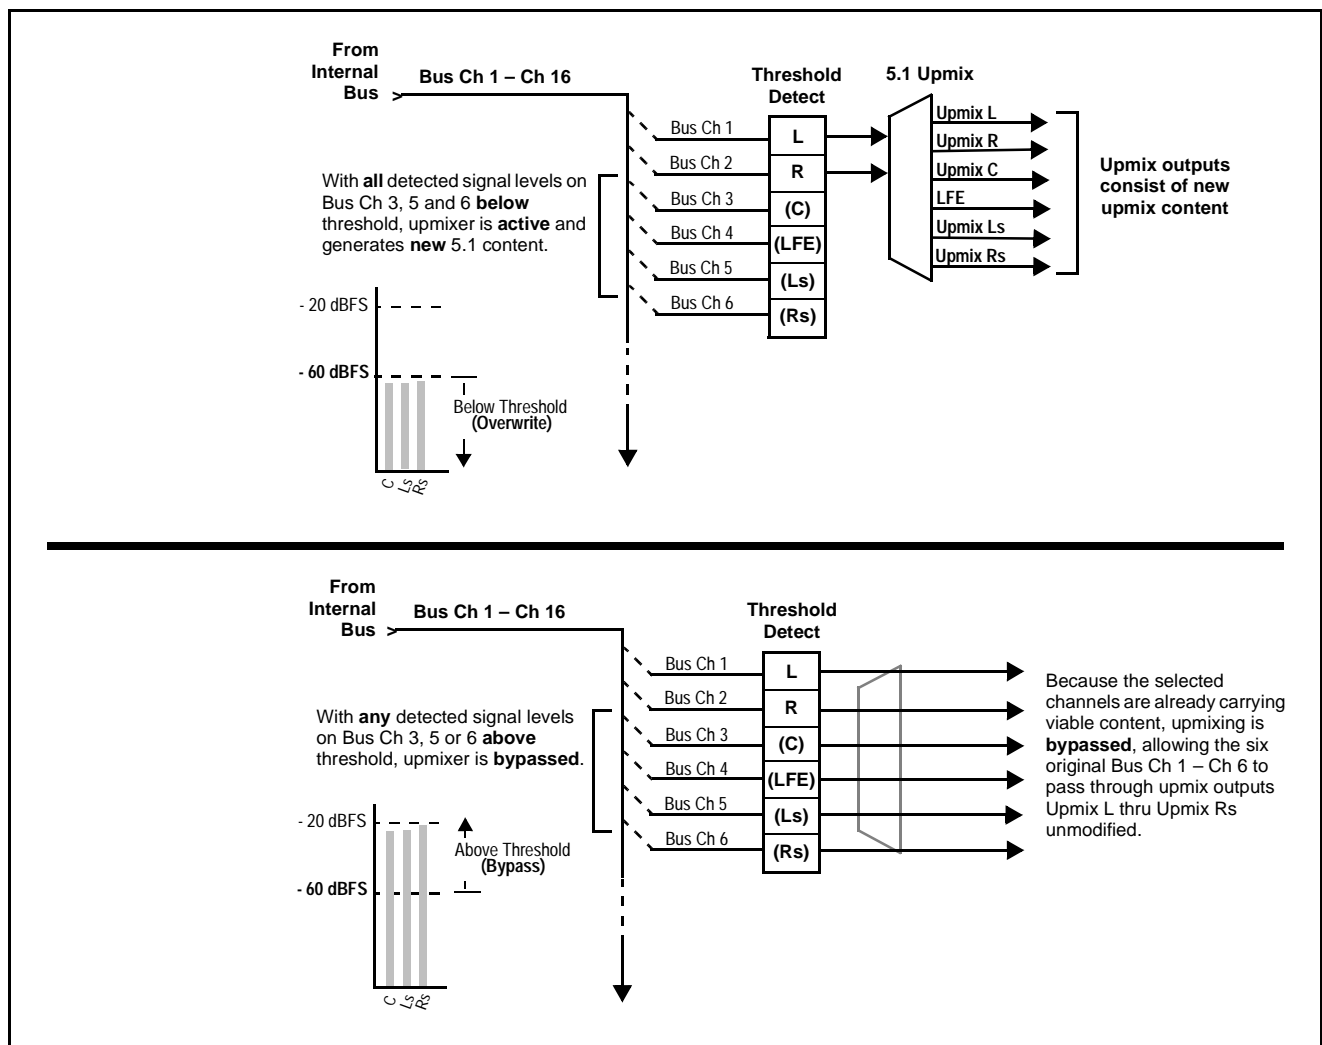 From
Internal
Bus >
Bus Ch 1 – Ch 16
Threshold
Detect
5.1 Upmix
Bus Ch 1
Bus Ch 2
Bus Ch 3
Bus Ch 4
Bus Ch 5
Bus Ch 6
L
R
(C)
(LFE)
(Ls)
(Rs)
Upmix L
Upmix R
Upmix C
LFE
Upmix Ls
Upmix Rs
Upmix outputs
consist of new
upmix content
With all detected signal levels on
Bus Ch 3, 5 and 6 below
threshold, upmixer is active and
generates new 5.1 content.
- 20 dBFS
- 60 dBFS
Below Threshold
(Overwrite)
C
Ls
Rs
From
Internal
Bus >
Bus Ch 1 – Ch 16
Threshold
Detect
Bus Ch 1
Bus Ch 2
Bus Ch 3
Bus Ch 4
Bus Ch 5
Bus Ch 6
L
R
(C)
(LFE)
(Ls)
(Rs)
Because the selected
channels are already carrying
viable content, upmixing is
bypassed, allowing the six
original Bus Ch 1 – Ch 6 to
pass through upmix outputs
Upmix L thru Upmix Rs
unmodified.
With any detected signal levels
on Bus Ch 3, 5 or 6 above
threshold, upmixer is bypassed.
- 20 dBFS
Above Threshold
(Bypass)
- 60 dBFS
C
Ls
Rs